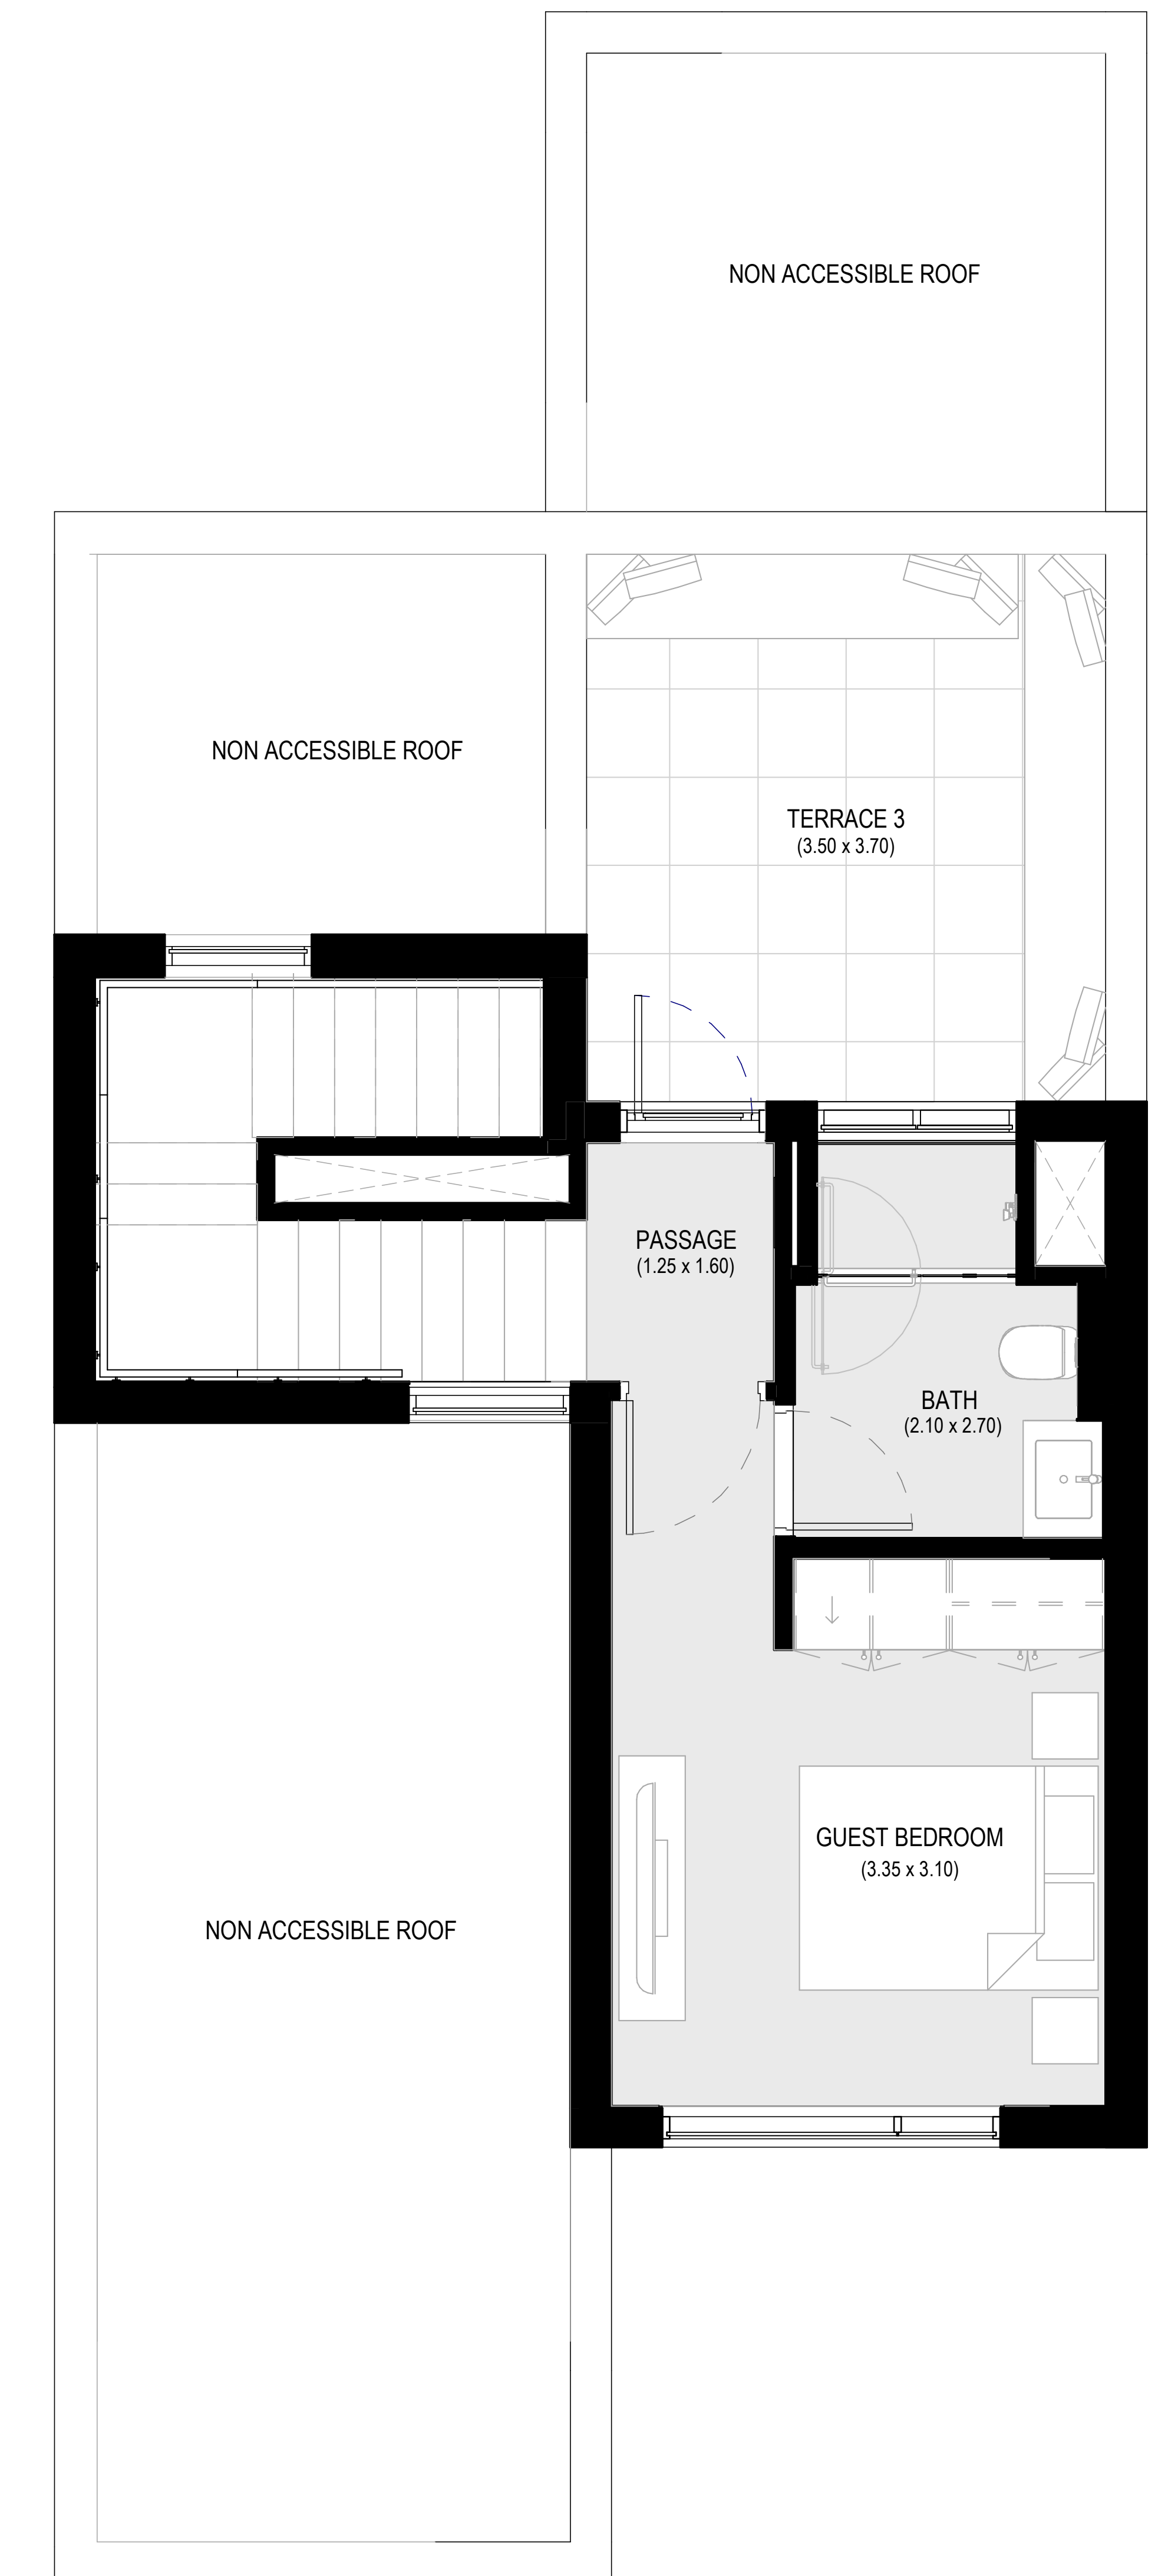 NON ACCESSIBLE ROOF
NON ACCESSIBLE ROOF
TERRACE 3
(3.50 x 3.70)
PASSAGE
(1.25 x 1.60)
BATH
(2.10 x 2.70)
GUEST BEDROOM
(3.35 x 3.10)
NON ACCESSIBLE ROOF